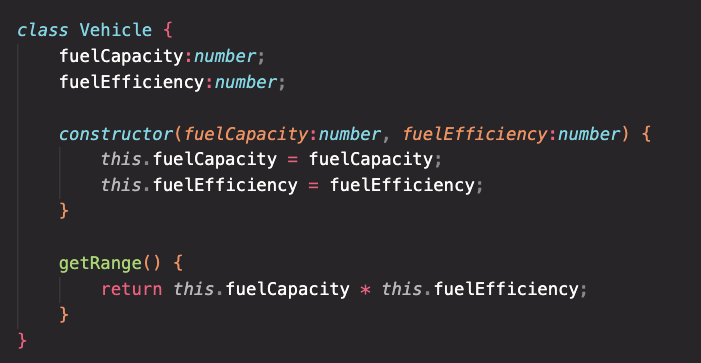 class Vehicle {
    fuelCapacity:number;
    fuelEfficiency:number;

    constructor(fuelCapacity:number, fuelEfficiency:number) {
        this.fuelCapacity = fuelCapacity;
        this.fuelEfficiency = fuelEfficiency;
    }

    getRange() {
        return this.fuelCapacity * this.fuelEfficiency;
    }
}